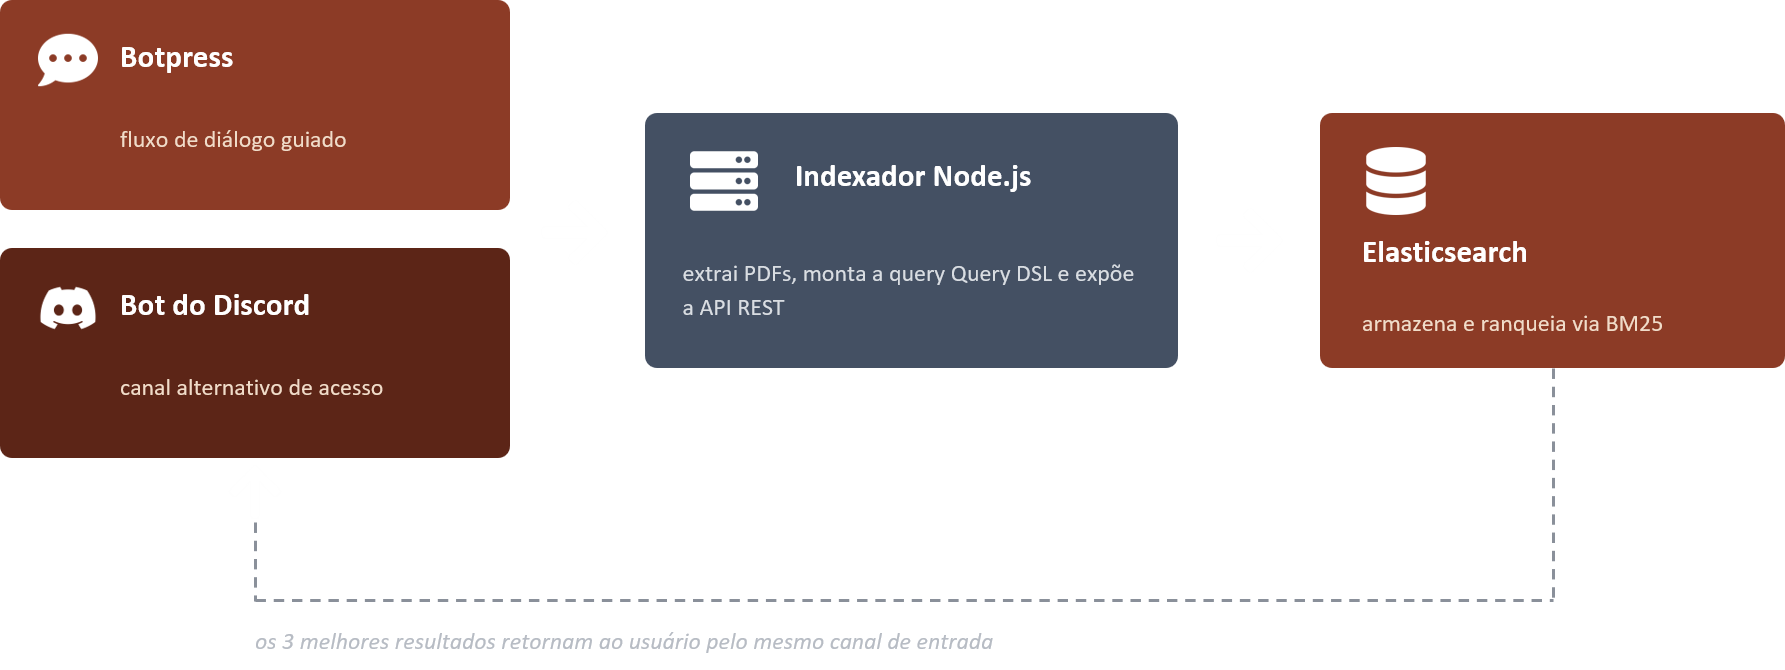 Botpress
fluxo de diálogo guiado
Bot do Discord
canal alternativo de acesso
Indexador Node.js
extrai PDFs, monta a query Query DSL e expõe
a API REST
Elasticsearch
armazena e ranqueia via BM25
os 3 melhores resultados retornam ao usuário pelo mesmo canal de entrada